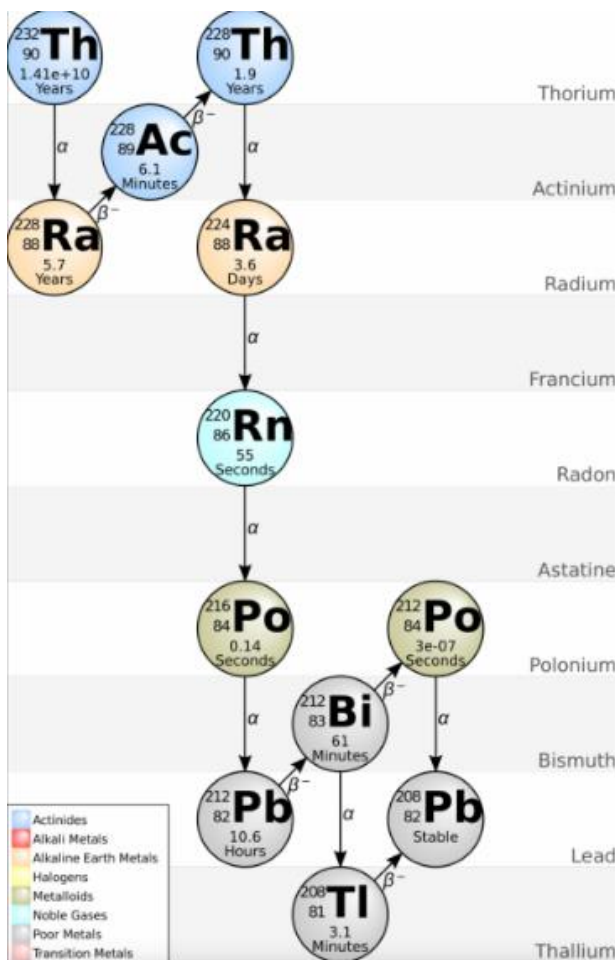 232
90 Th
1.41e+10
Years
228
90 Th
1.9
Years
Thorium
β⁻
α
228
89 Ac
6.1
Minutes
α
Actinium
β⁻
228
88 Ra
5.7
Years
224
88 Ra
3.6
Days
Radium
α
Francium
220
86 Rn
55
Seconds
Radon
α
Astatine
216
84 Po
0.14
Seconds
212
84 Po
3e-07
Seconds
Polonium
β⁻
α
212
83 Bi
61
Minutes
α
Bismuth
β⁻
212
82 Pb
10.6
Hours
α
208
82 Pb
Stable
Lead
β⁻
208
81 Tl
3.1
Minutes
Thallium
Actinides
Alkali Metals
Alkaline Earth Metals
Halogens
Metalloids
Noble Gases
Poor Metals
Transition Metals